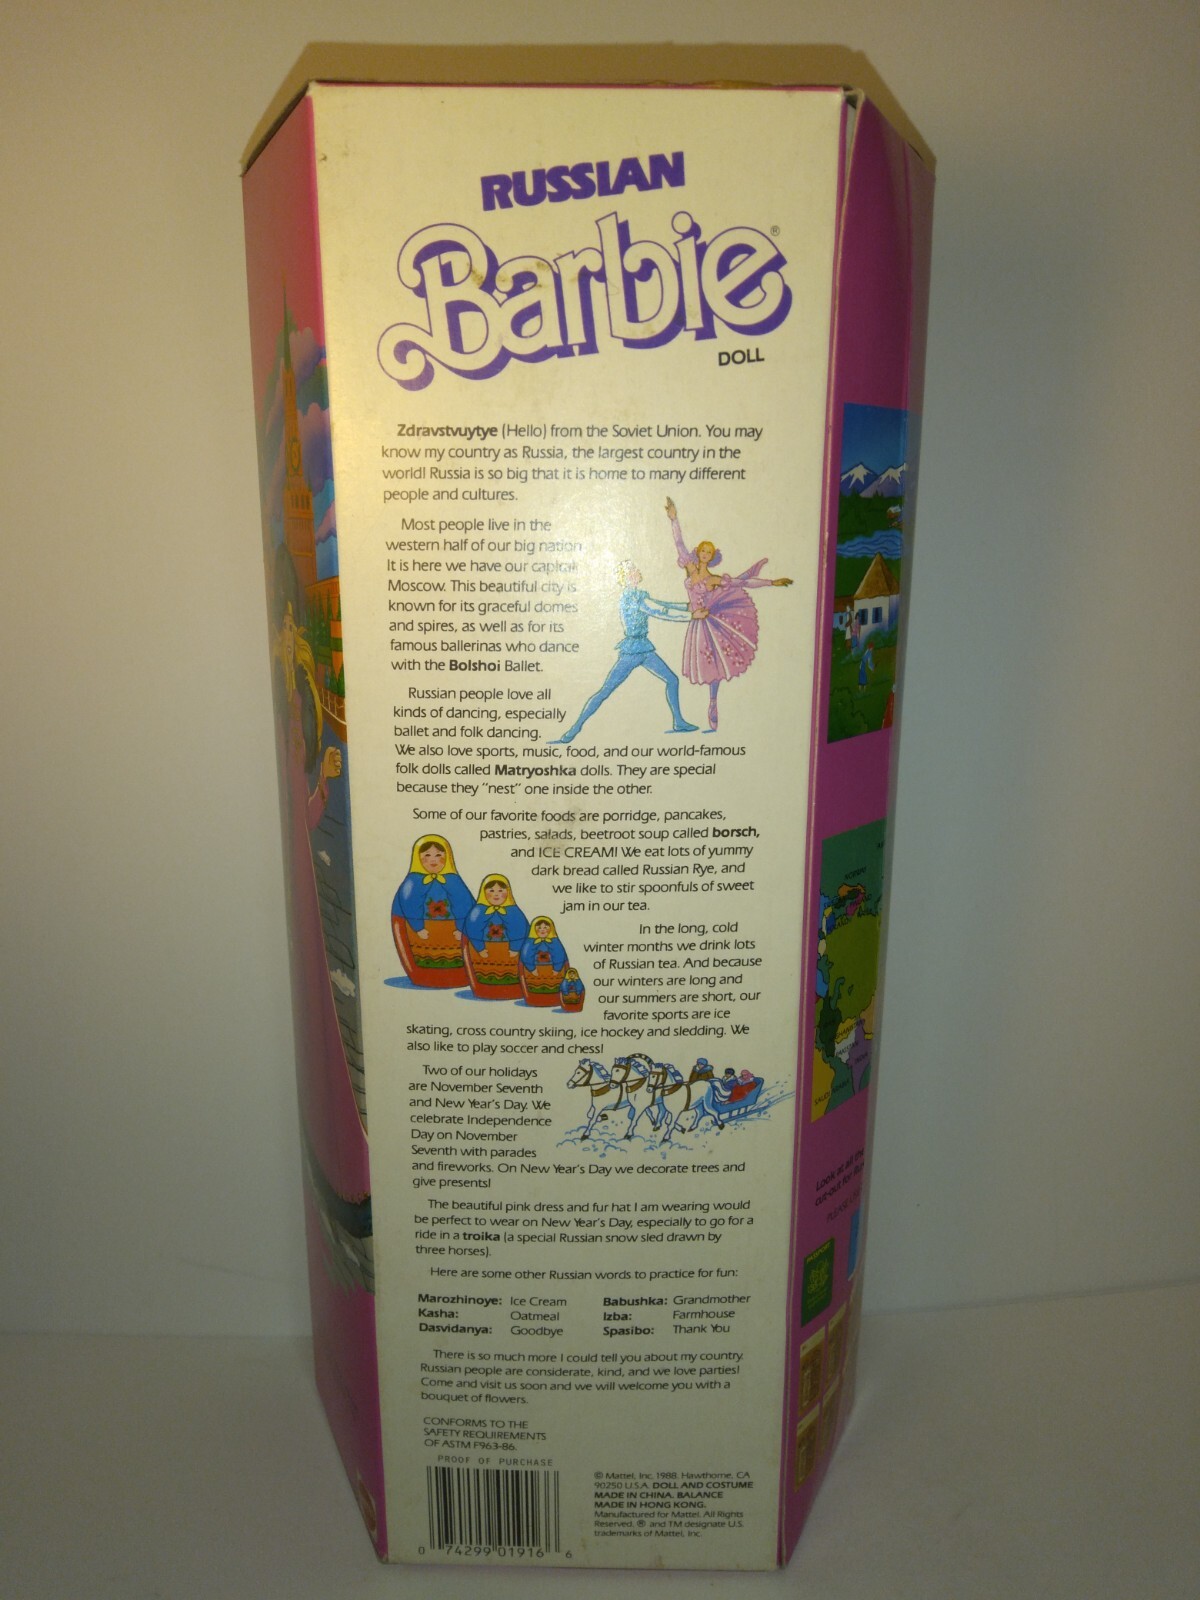 RUSSIAN
Barbie®
DOLL
Zdravstvuytye (Hello) from the Soviet Union. You may
know my country as Russia, the largest country in the
world! Russia is so big that it is home to many different
people and cultures.
Most people live in the
western half of our big nation.
It is here we have our capital:
Moscow. This beautiful city is
known for its graceful domes
and spires, as well as for its
famous ballerinas who dance
with the Bolshoi Ballet.
Russian people love all
kinds of dancing, especially
ballet and folk dancing.
We also love sports, music, food, and our world-famous
folk dolls called Matryoshka dolls. They are special
because they "nest" one inside the other.
Some of our favorite foods are porridge, pancakes,
pastries, salads, beetroot soup called borsch,
and ICE CREAM! We eat lots of yummy
dark bread called Russian Rye, and
we like to stir spoonfuls of sweet
jam in our tea.
In the long, cold
winter months we drink lots
of Russian tea. And because
our winters are long and
our summers are short, our
favorite sports are ice
skating, cross country skiing, ice hockey and sledding. We
also like to play soccer and chess!
Two of our holidays
are November Seventh
and New Year's Day. We
celebrate Independence
Day on November
Seventh with parades
and fireworks. On New Year's Day we decorate trees and
give presents!
The beautiful pink dress and fur hat I am wearing would
be perfect to wear on New Year's Day, especially to go for a
ride in a troika (a special Russian snow sled drawn by
three horses).
Here are some other Russian words to practice for fun:
Marozhinoye: Ice Cream Babushka: Grandmother
Kasha: Oatmeal Izba: Farmhouse
Dasvidanya: Goodbye Spasibo: Thank You
There is so much more I could tell you about my country.
Russian people are considerate, kind, and we love parties!
Come and visit us soon and we will welcome you with a
bouquet of flowers.
CONFORMS TO THE
SAFETY REQUIREMENTS
OF ASTM F963-86.
PROOF OF PURCHASE
0 74299 01916 6
© Mattel, Inc. 1988. Hawthorne, CA
90250 U.S.A. DOLL AND COSTUME
MADE IN CHINA. BALANCE
MADE IN HONG KONG.
Manufactured for Mattel. All Rights
Reserved. ® and TM designate U.S.
trademarks of Mattel, Inc.
Look at all the
cut-out for